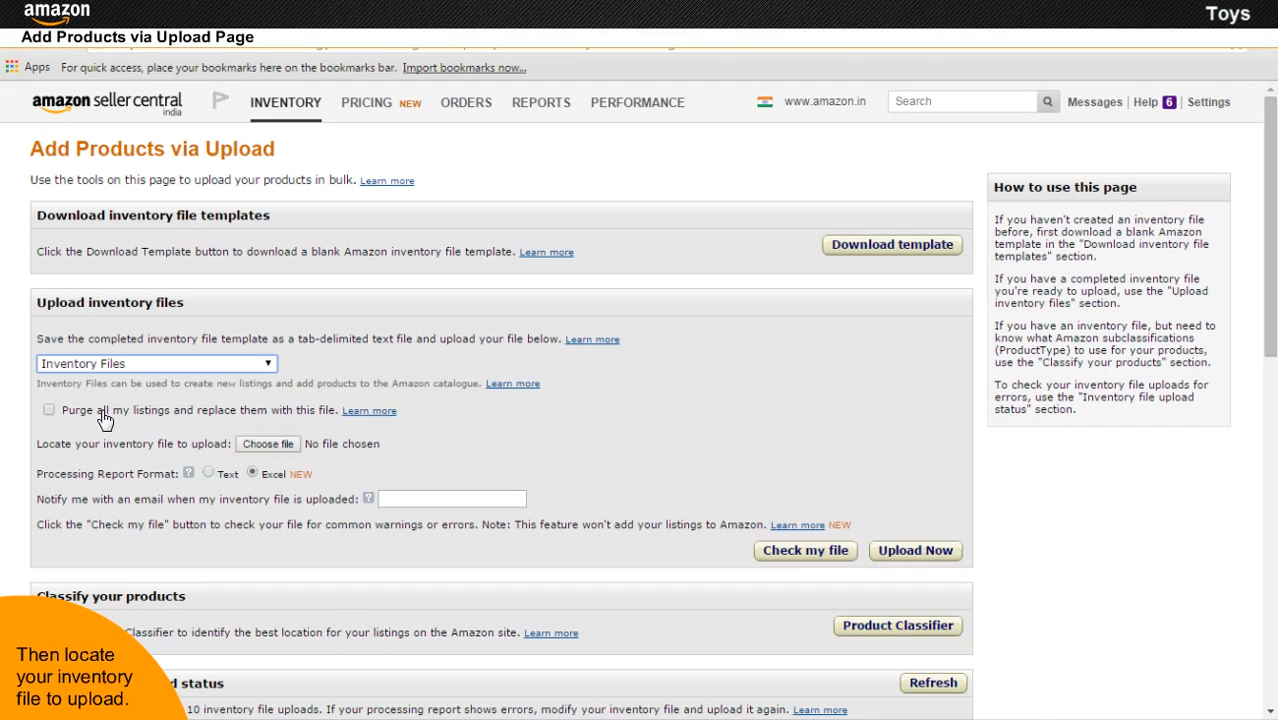 amazon
Toys
Add Products via Upload Page
Apps For quick access, place your bookmarks here on the bookmarks bar. Import bookmarks now...
amazon seller central
india
INVENTORY PRICING NEW ORDERS REPORTS PERFORMANCE
www.amazon.in
Search
Messages | Help 6 | Settings
Add Products via Upload
Use the tools on this page to upload your products in bulk. Learn more
Download inventory file templates
Click the Download Template button to download a blank Amazon inventory file template. Learn more
Download template
Upload inventory files
Save the completed inventory file template as a tab-delimited text file and upload your file below. Learn more
Inventory Files
Inventory Files can be used to create new listings and add products to the Amazon catalogue. Learn more
Purge all my listings and replace them with this file. Learn more
Locate your inventory file to upload: Choose file No file chosen
Processing Report Format: ? Text Excel NEW
Notify me with an email when my inventory file is uploaded: ?
Click the "Check my file" button to check your file for common warnings or errors. Note: This feature won't add your listings to Amazon. Learn more NEW
Check my file Upload Now
Classify your products
Classifier to identify the best location for your listings on the Amazon site. Learn more
Product Classifier
d status
Refresh
10 inventory file uploads. If your processing report shows errors, modify your inventory file and upload it again. Learn more
How to use this page
If you haven't created an inventory file
before, first download a blank Amazon
template in the "Download inventory file
templates" section.
If you have a completed inventory file
you're ready to upload, use the "Upload
inventory files" section.
If you have an inventory file, but need to
know what Amazon subclassifications
(ProductType) to use for your products,
use the "Classify your products" section.
To check your inventory file uploads for
errors, use the "Inventory file upload
status" section.
Then locate
your inventory
file to upload.